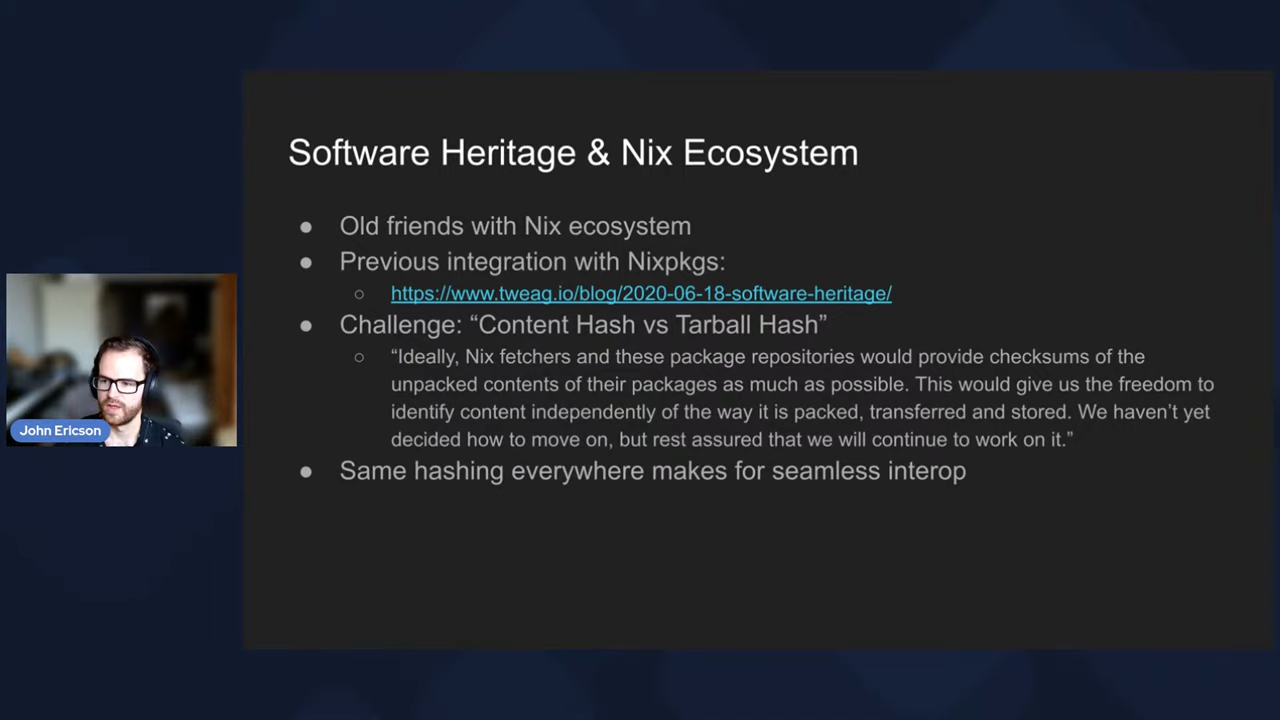 Software Heritage & Nix Ecosystem
● Old friends with Nix ecosystem
● Previous integration with Nixpkgs:
○ https://www.tweag.io/blog/2020-06-18-software-heritage/
● Challenge: “Content Hash vs Tarball Hash”
○ “Ideally, Nix fetchers and these package repositories would provide checksums of the
unpacked contents of their packages as much as possible. This would give us the freedom to
identify content independently of the way it is packed, transferred and stored. We haven’t yet
decided how to move on, but rest assured that we will continue to work on it.”
● Same hashing everywhere makes for seamless interop
John Ericson